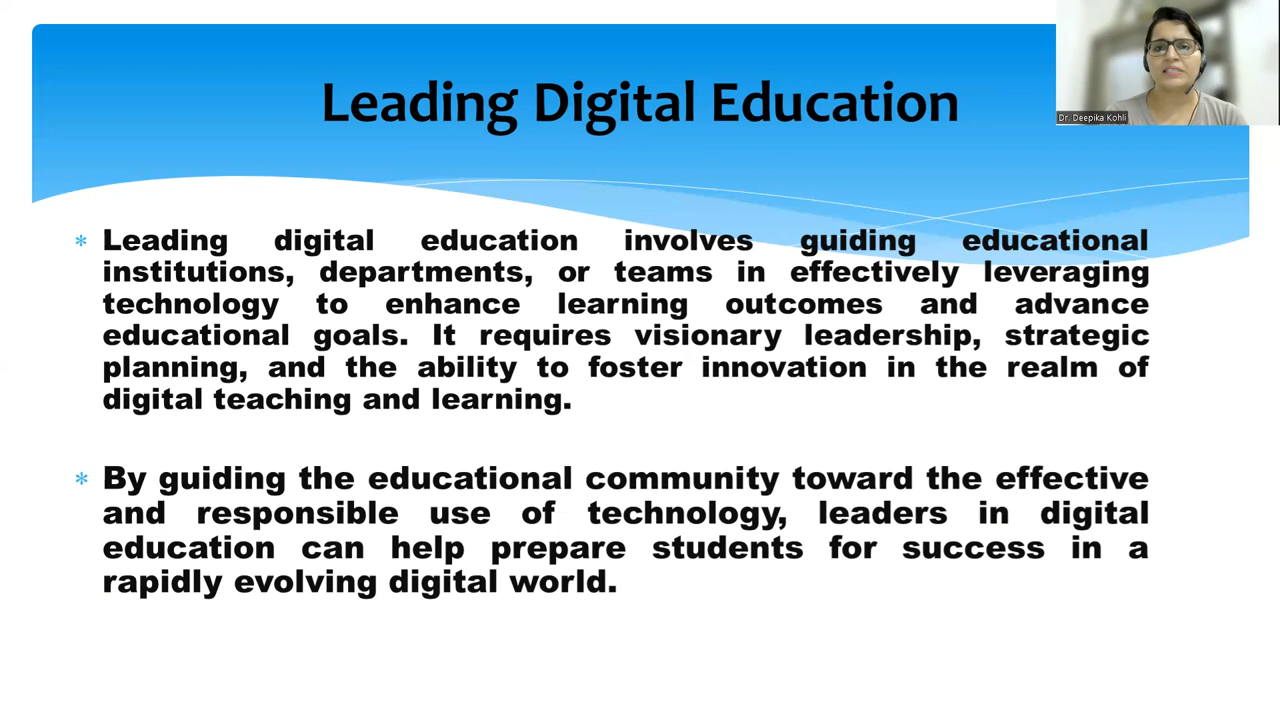 Leading Digital Education
Dr. Deepika Kohli
* Leading digital education involves guiding educational
institutions, departments, or teams in effectively leveraging
technology to enhance learning outcomes and advance
educational goals. It requires visionary leadership, strategic
planning, and the ability to foster innovation in the realm of
digital teaching and learning.
* By guiding the educational community toward the effective
and responsible use of technology, leaders in digital
education can help prepare students for success in a
rapidly evolving digital world.